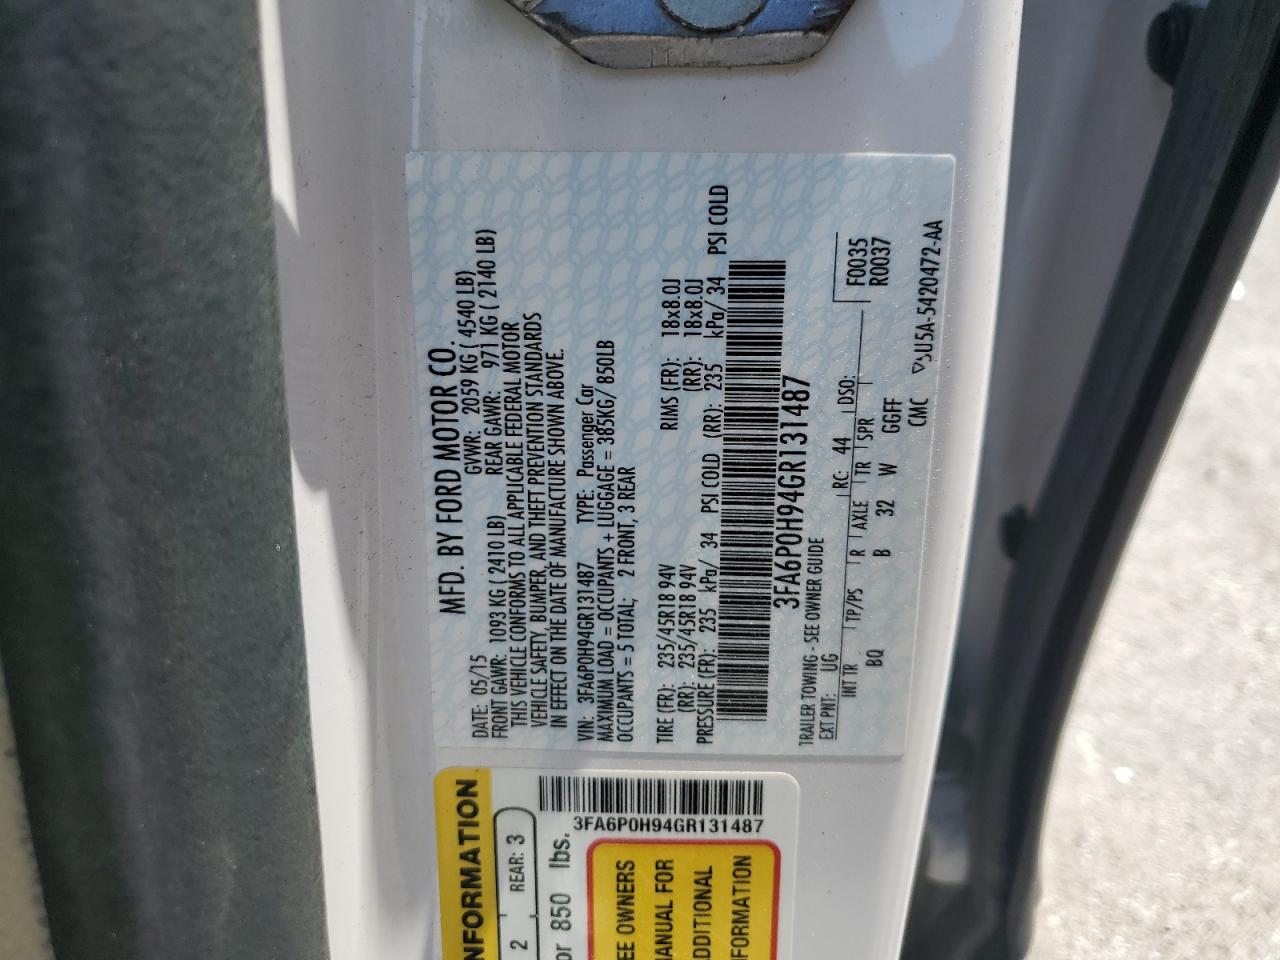 MFD. BY FORD MOTOR CO.
DATE: 05/15 GVWR: 2059 KG ( 4540 LB)
FRONT GAWR: 1093 KG ( 2410 LB) REAR GAWR: 971 KG ( 2140 LB)
THIS VEHICLE CONFORMS TO ALL APPLICABLE FEDERAL MOTOR
VEHICLE SAFETY, BUMPER, AND THEFT PREVENTION STANDARDS
IN EFFECT ON THE DATE OF MANUFACTURE SHOWN ABOVE.
VIN: 3FA6P0H94GR131487 TYPE: Passenger Car
MAXIMUM LOAD = OCCUPANTS + LUGGAGE = 385KG/ 850LB
OCCUPANTS = 5 TOTAL; 2 FRONT, 3 REAR
TIRE (FR): 235/45R18 94V RIMS (FR): 18x8.0J
(RR): 235/45R18 94V (RR): 18x8.0J
PRESSURE (FR): 235 kPa/ 34 PSI COLD (RR): 235 kPa/ 34 PSI COLD
3FA6P0H94GR131487
TRAILER TOWING - SEE OWNER GUIDE
EXT PNT: UG RC: 44 DSO: F0035
R0037
INT TR TP/PS R AXLE TR SPR
BQ B 32 W GGFF
CMC 5U5A-5420472-AA
NFORMATION
2 REAR: 3
or 850 lbs.
3FA6P0H94GR131487
EE OWNERS
MANUAL FOR
ADDITIONAL
FORMATION